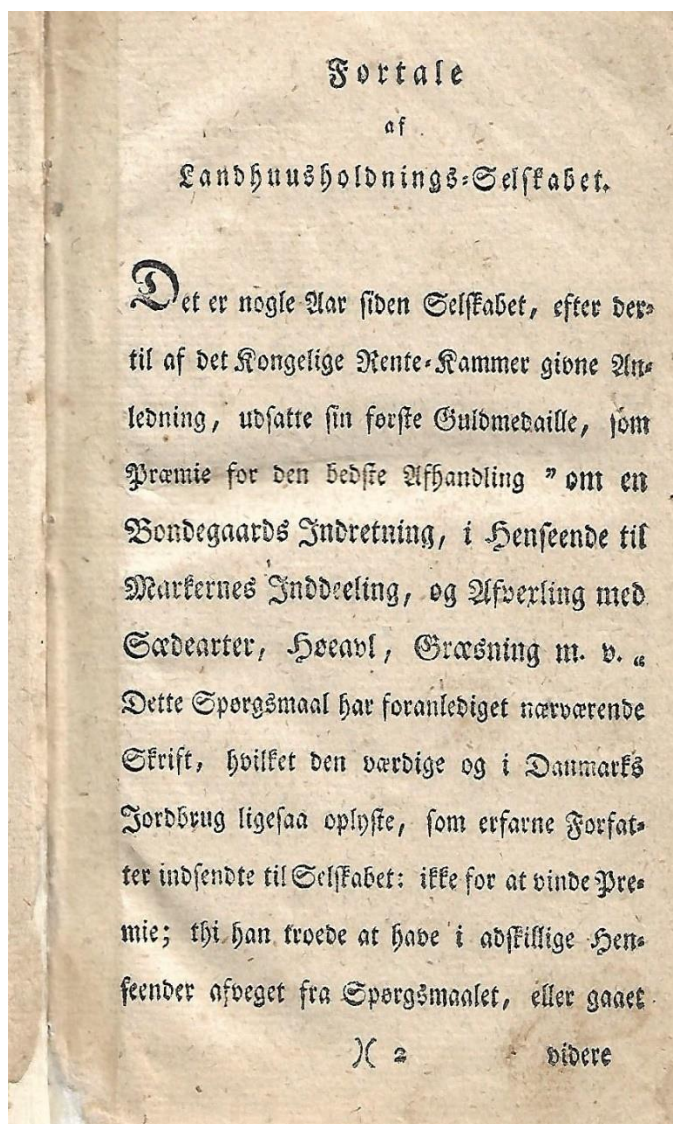 Fortale
af
Landhuusholdnings-Selskabet.
Det er nogle Aar siden Selskabet, efter der-
til af det Kongelige Rente-Kammer givne An-
ledning, udsatte sin første Guldmedaille, som
Præmie for den bedste Afhandling " om en
Bondegaards Indretning, i Henseende til
Markernes Inddeeling, og Afvexling med
Sædearter, Høeavl, Græsning m. v. "
Dette Spørgsmaal har foranlediget nærværende
Skrift, hvilket den værdige og i Danmarks
Jordbrug ligesaa oplyste, som erfarne Forfat-
ter indsendte til Selskabet: ikke for at vinde Pre-
mie; thi han troede at have i adskillige Hen-
seender afveget fra Spørgsmaalet, eller gaaet
)( 2 videre